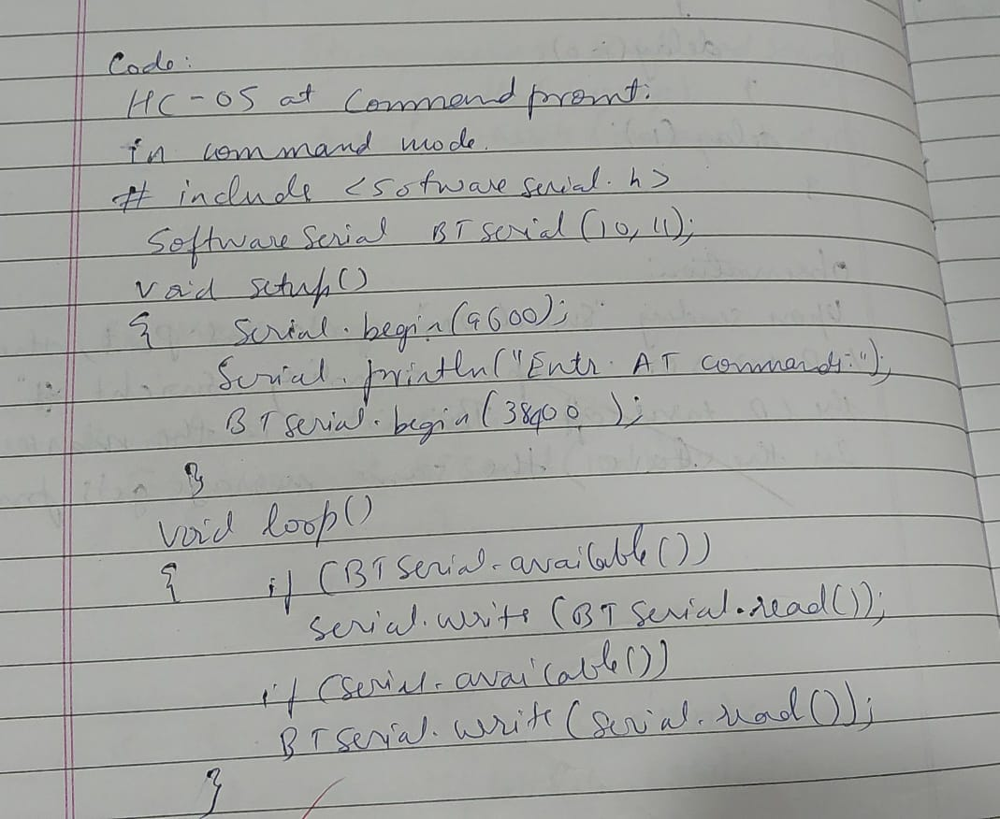 Code:
HC-05 at Command promt:
in command mode.
# include <Sotware Serial.h>
Software Serial BT serial (10, 11);
Void setup()
{ Serial.begin(9600);
Serial.println("Entr. AT commands:");
BT serial.begin(38400);
}
void loop()
{ if (BT serial.available())
serial.write (BT Serial.read());
if (serial.available())
BT serial.write (serial.read());
}